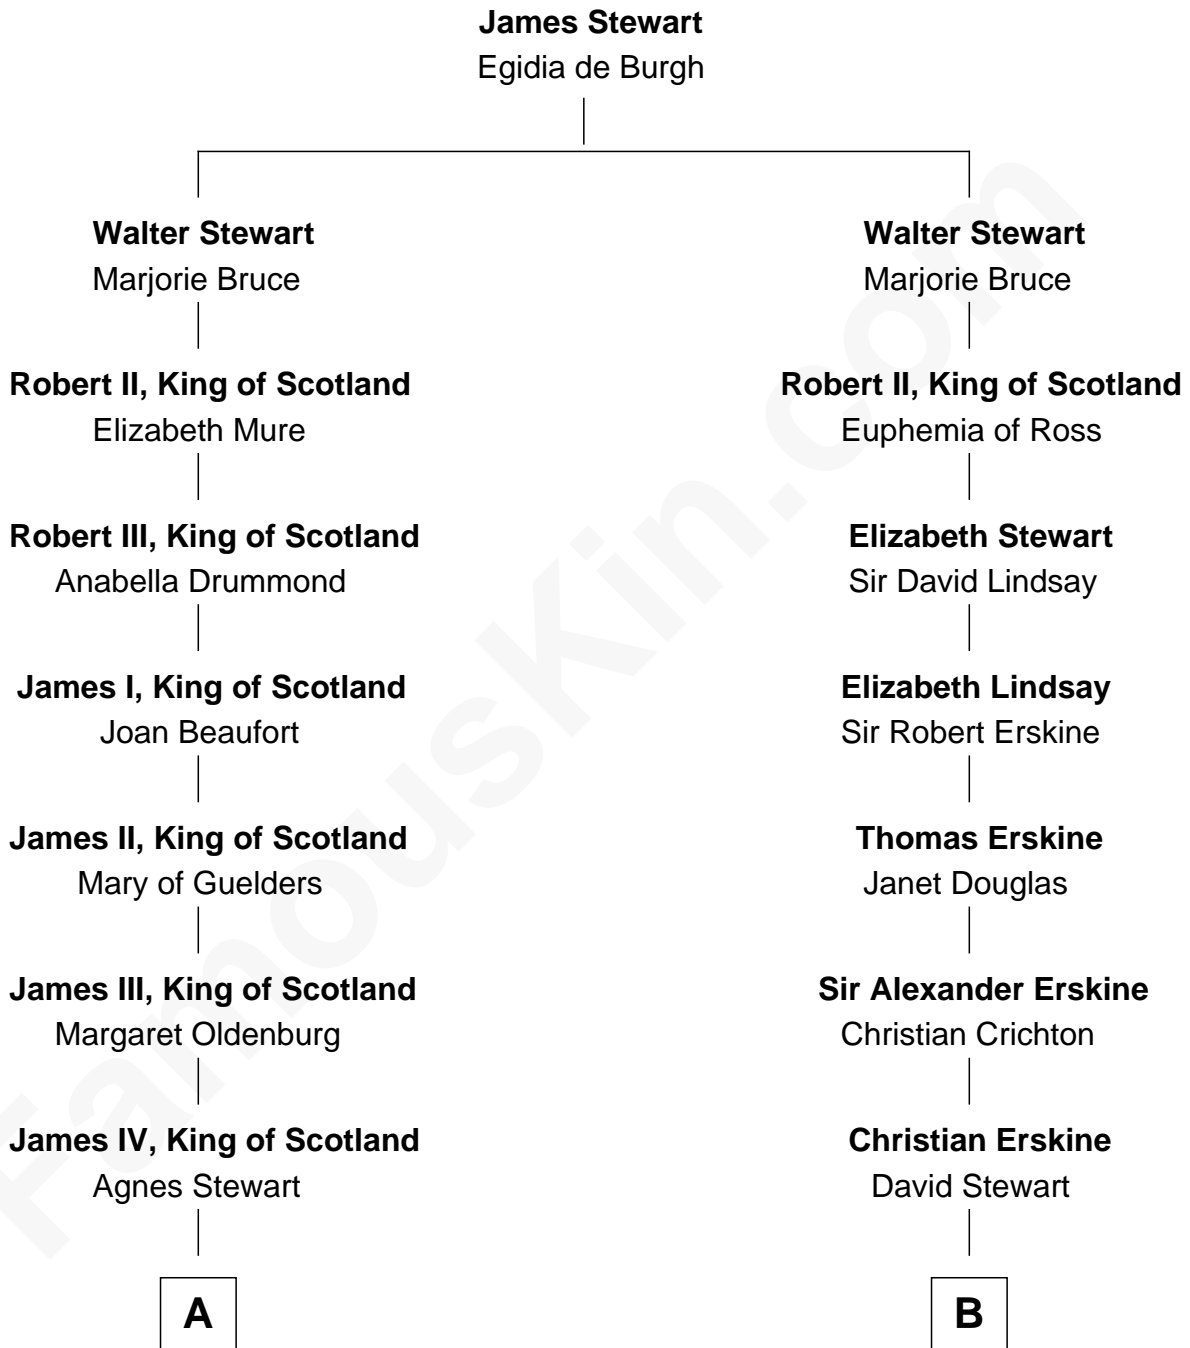 James Stewart
Egidia de Burgh
Walter Stewart
Marjorie Bruce
Robert II, King of Scotland
Elizabeth Mure
Robert III, King of Scotland
Anabella Drummond
James I, King of Scotland
Joan Beaufort
James II, King of Scotland
Mary of Guelders
James III, King of Scotland
Margaret Oldenburg
James IV, King of Scotland
Agnes Stewart
A
Walter Stewart
Marjorie Bruce
Robert II, King of Scotland
Euphemia of Ross
Elizabeth Stewart
Sir David Lindsay
Elizabeth Lindsay
Sir Robert Erskine
Thomas Erskine
Janet Douglas
Sir Alexander Erskine
Christian Crichton
Christian Erskine
David Stewart
B
FamousKin.com